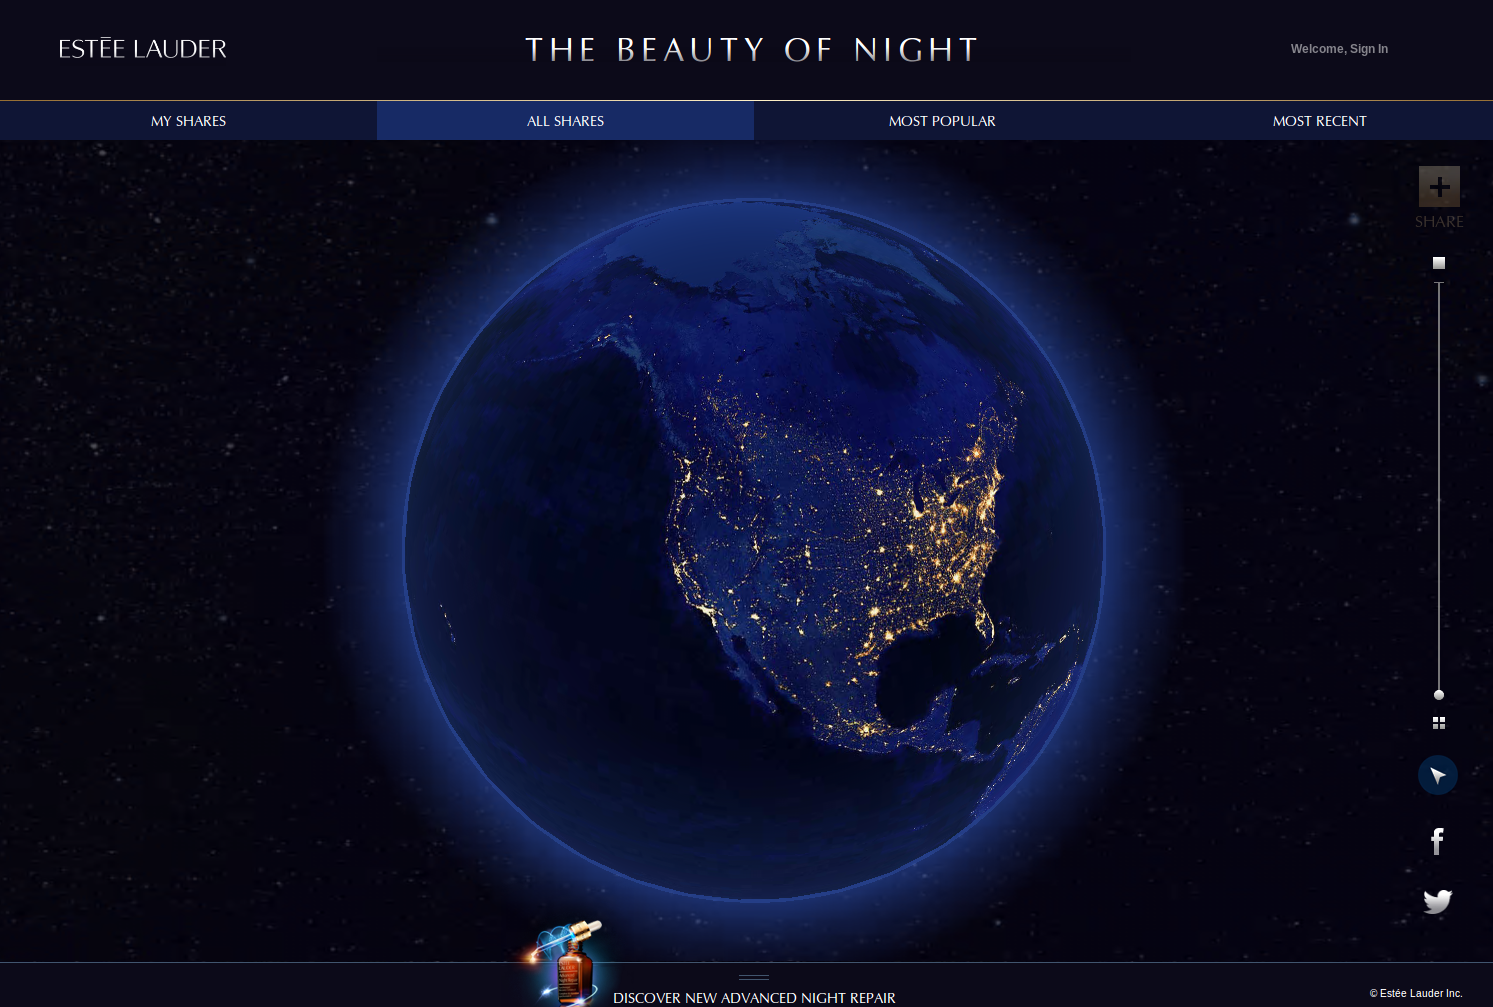 ESTĒE LAUDER
THE BEAUTY OF NIGHT
Welcome, Sign In
MY SHARES
ALL SHARES
MOST POPULAR
MOST RECENT
SHARE
DISCOVER NEW ADVANCED NIGHT REPAIR
© Estée Lauder Inc.